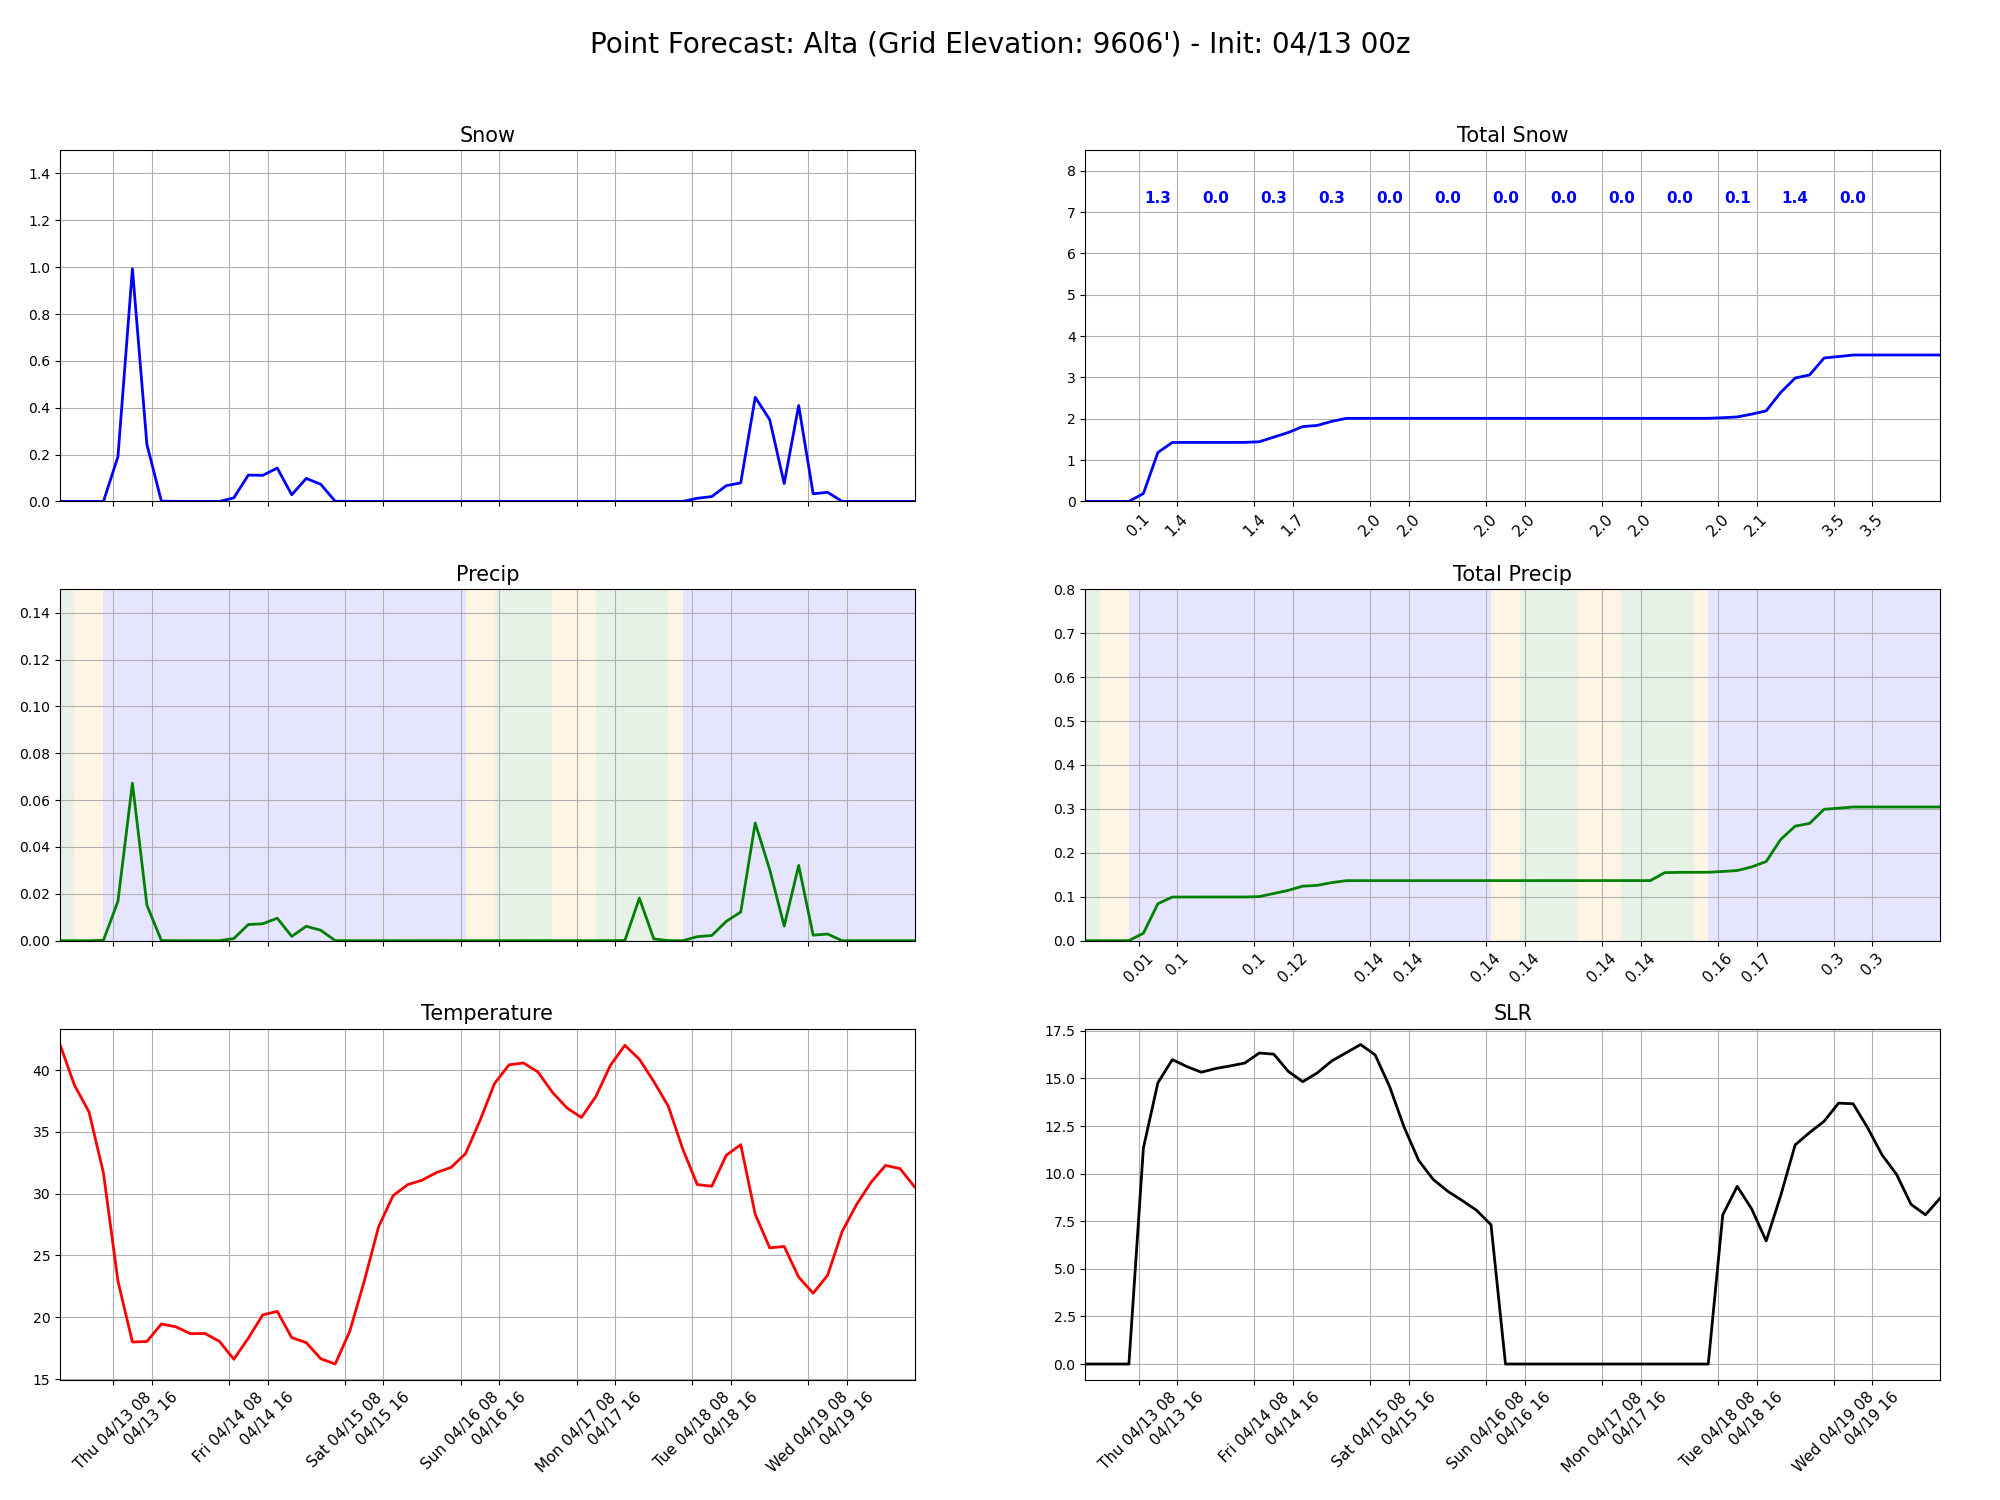 Point Forecast: Alta (Grid Elevation: 9606') - Init: 04/13 00z
Snow
1.4
1.2
1.0
0.8
0.6
0.4
0.2
0.0
Total Snow
8
7
6
5
4
3
2
1
0
1.3 0.0 0.3 0.3 0.0 0.0 0.0 0.0 0.0 0.0 0.1 1.4 0.0
0.1 1.4 1.4 1.7 2.0 2.0 2.0 2.0 2.0 2.0 2.0 2.1 3.5 3.5
Precip
0.14
0.12
0.10
0.08
0.06
0.04
0.02
0.00
Total Precip
0.8
0.7
0.6
0.5
0.4
0.3
0.2
0.1
0.0
0.01 0.1 0.1 0.12 0.14 0.14 0.14 0.14 0.14 0.14 0.16 0.17 0.3 0.3
Temperature
40
35
30
25
20
15
Thu 04/13 08
04/13 16
Fri 04/14 08
04/14 16
Sat 04/15 08
04/15 16
Sun 04/16 08
04/16 16
Mon 04/17 08
04/17 16
Tue 04/18 08
04/18 16
Wed 04/19 08
04/19 16
SLR
17.5
15.0
12.5
10.0
7.5
5.0
2.5
0.0
Thu 04/13 08
04/13 16
Fri 04/14 08
04/14 16
Sat 04/15 08
04/15 16
Sun 04/16 08
04/16 16
Mon 04/17 08
04/17 16
Tue 04/18 08
04/18 16
Wed 04/19 08
04/19 16